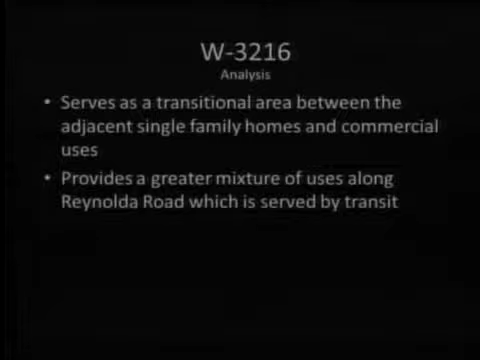 W-3216
Analysis
• Serves as a transitional area between the
adjacent single family homes and commercial
uses
• Provides a greater mixture of uses along
Reynolda Road which is served by transit